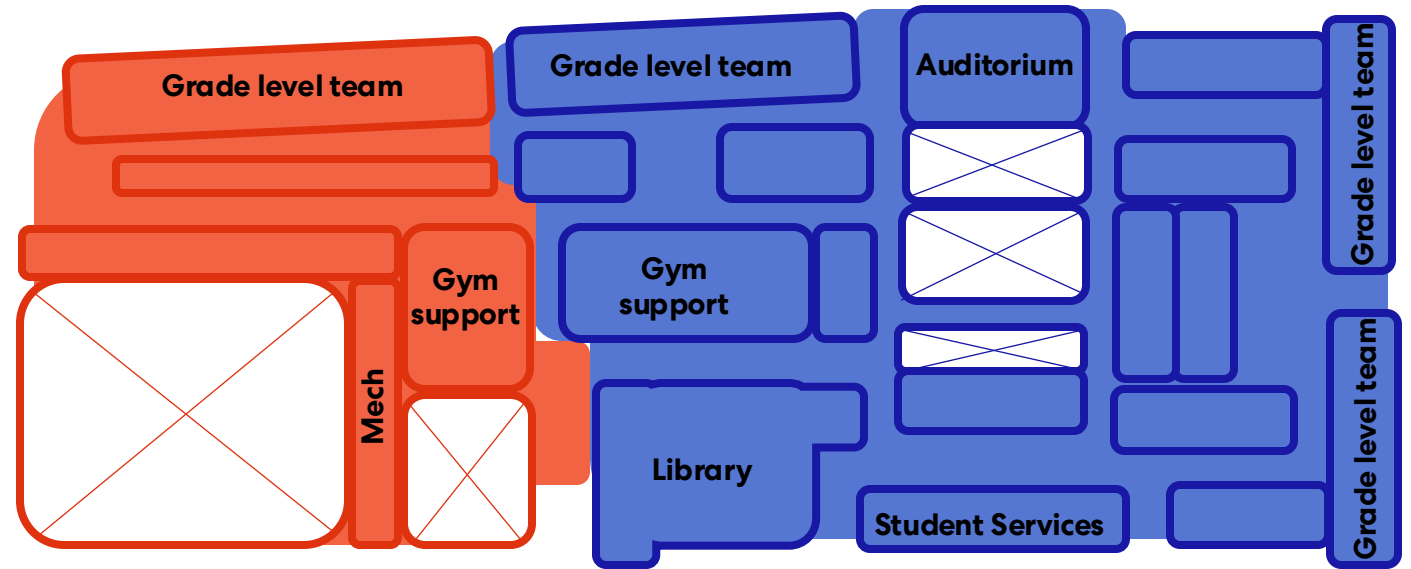 Grade level team
Grade level team
Auditorium
Grade level team
Gym
support
Gym
support
Mech
Library
Student Services
Grade level team